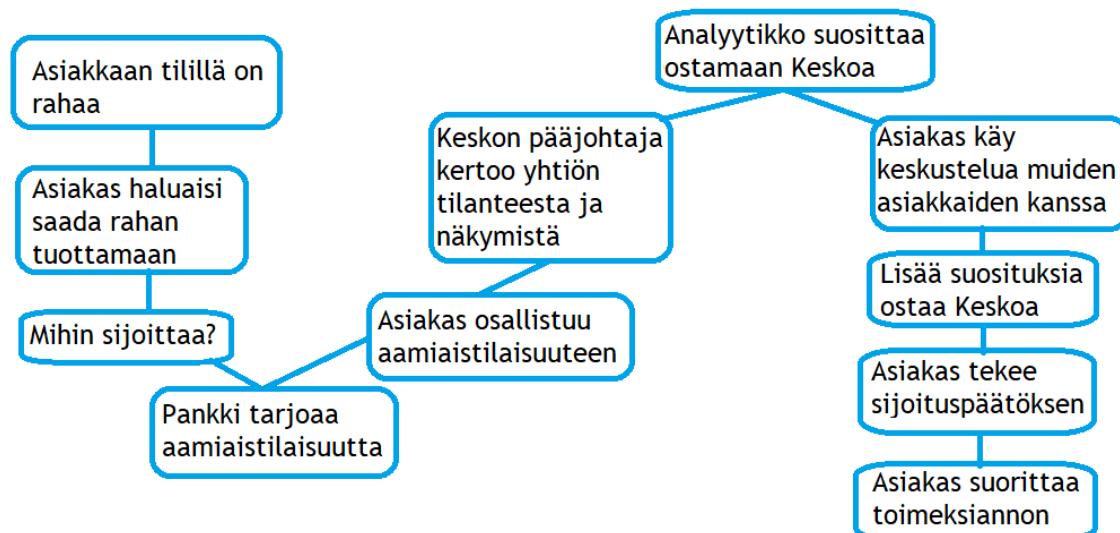 Asiakkaan tilillä on
rahaa
Asiakas haluaisi
saada rahan
tuottamaan
Mihin sijoittaa?
Pankki tarjoaa
aamiaistilaisuutta
Asiakas osallistuu
aamiaistilaisuuteen
Keskon pääjohtaja
kertoo yhtiön
tilanteesta ja
näkymistä
Analyytikko suosittaa
ostamaan Keskoa
Asiakas käy
keskustelua muiden
asiakkaiden kanssa
Lisää suosituksia
ostaa Keskoa
Asiakas tekee
sijoituspäätöksen
Asiakas suorittaa
toimeksiannon